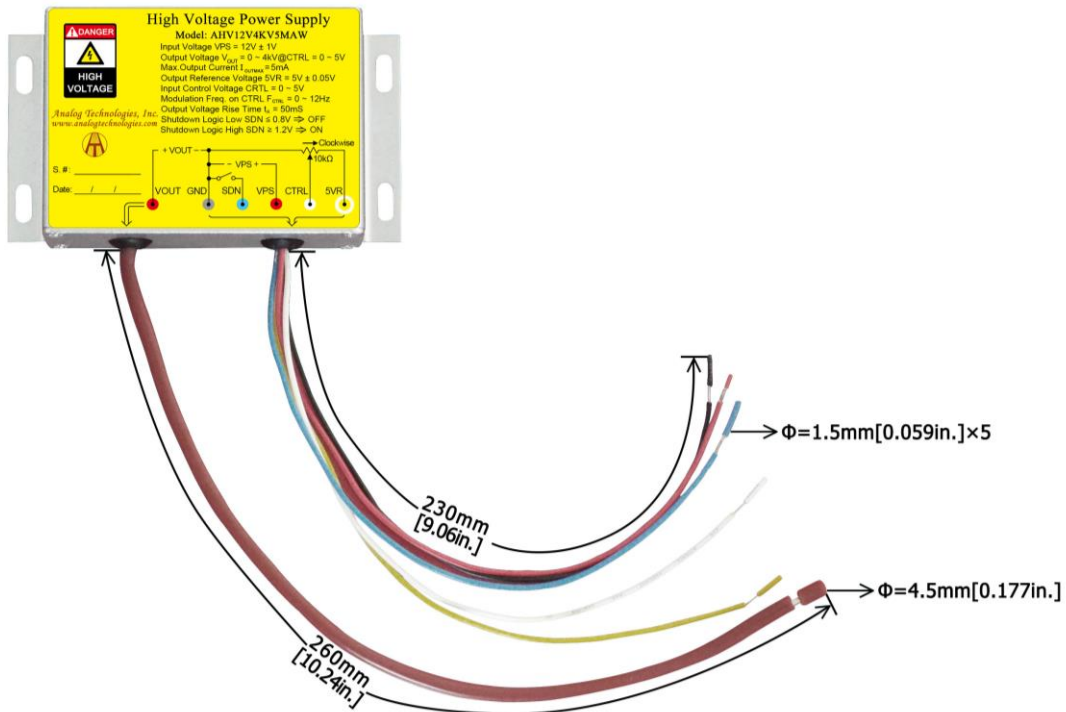 High Voltage Power Supply
Model: AHV12V4KV5MAW
DANGER
HIGH
VOLTAGE
Input Voltage VPS = 12V ± 1V
Output Voltage VOUT = 0 ~ 4kV@CTRL = 0 ~ 5V
Max.Output Current IOUTMAX = 5mA
Output Reference Voltage 5VR = 5V ± 0.05V
Input Control Voltage CRTL = 0 ~ 5V
Modulation Freq. on CTRL FCTRL = 0 ~ 12Hz
Output Voltage Rise Time tR = 50mS
Shutdown Logic Low SDN ≤ 0.8V ⇒ OFF
Shutdown Logic High SDN ≥ 1.2V ⇒ ON
Analog Technologies, Inc.
www.analogtechnologies.com
Clockwise
+ VOUT -
10kΩ
- VPS +
S. #:
Date: / /
VOUT GND SDN VPS CTRL 5VR
Φ=1.5mm[0.059in.]×5
230mm
[9.06in.]
Φ=4.5mm[0.177in.]
260mm
[10.24in.]